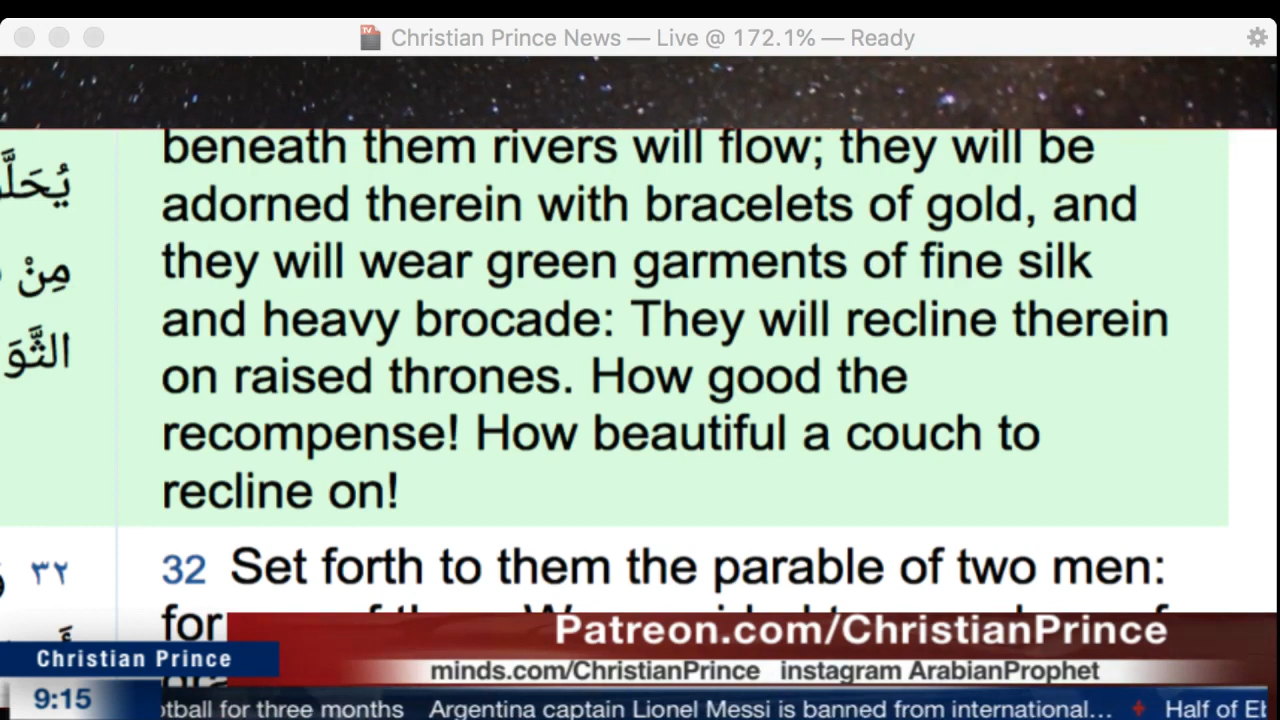 Christian Prince News — Live @ 172.1% — Ready
beneath them rivers will flow; they will be
adorned therein with bracelets of gold, and
they will wear green garments of fine silk
and heavy brocade: They will recline therein
on raised thrones. How good the
recompense! How beautiful a couch to
recline on!
يُحَلَّ
مِنْ
الثَّوَ
32 Set forth to them the parable of two men:
٣٢
for
Patreon.com/ChristianPrince
Christian Prince
minds.com/ChristianPrince instagram ArabianProphet
9:15
otball for three months Argentina captain Lionel Messi is banned from international... Half of